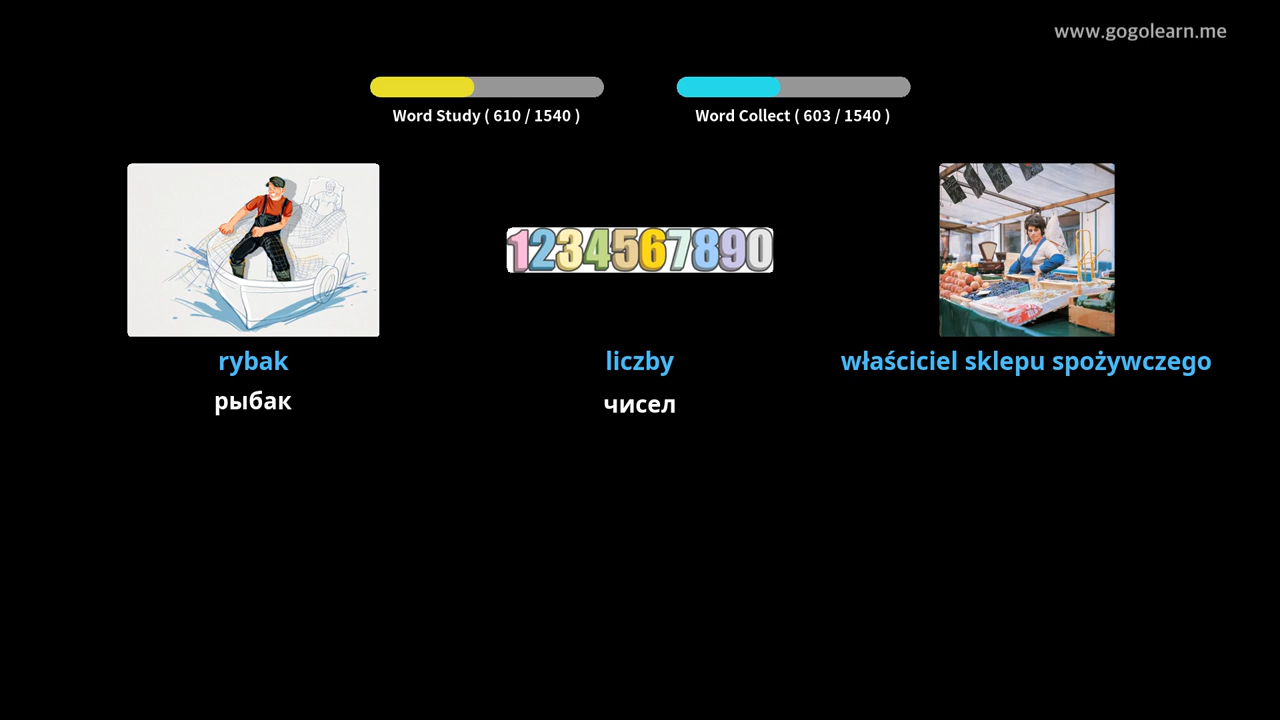 www.gogolearn.me
Word Study ( 610 / 1540 )
Word Collect ( 603 / 1540 )
1234567890
rybak
liczby
właściciel sklepu spożywczego
рыбак
чисел